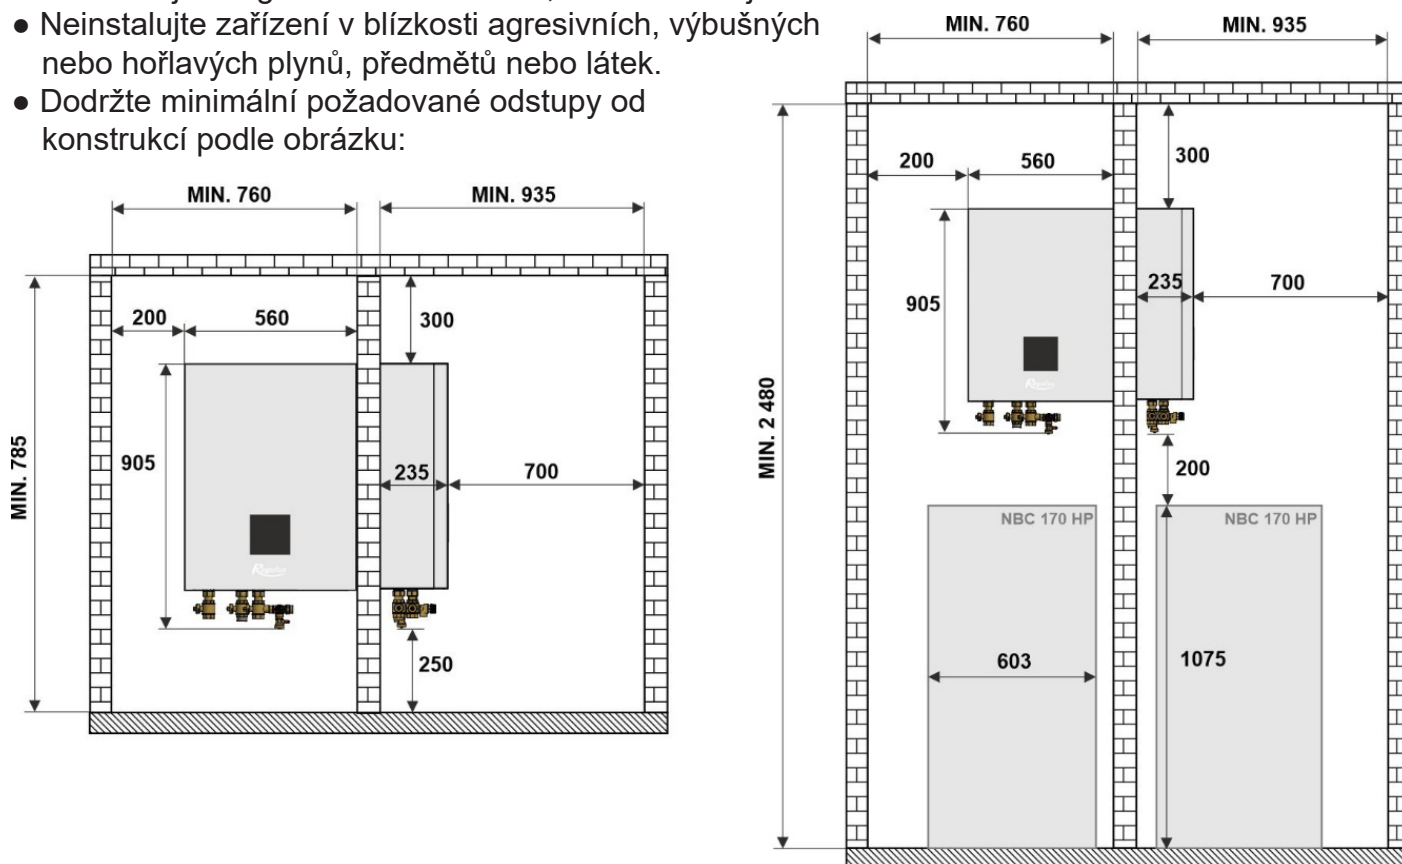 ● Neinstalujte zařízení v blízkosti agresivních, výbušných
nebo hořlavých plynů, předmětů nebo látek.
● Dodržte minimální požadované odstupy od
konstrukcí podle obrázku:
MIN. 760
MIN. 935
200
560
300
MIN. 785
905
235
700
Regulus
250
MIN. 760
MIN. 935
300
200
560
905
235
700
Regulus
MIN. 2 480
200
NBC 170 HP
NBC 170 HP
603
1075